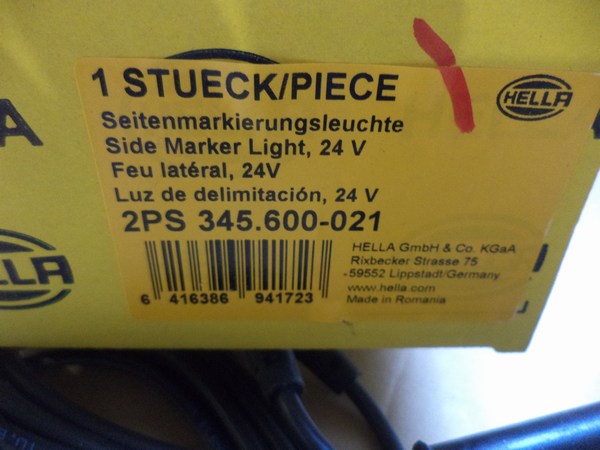 1 STUECK/PIECE
HELLA
Seitenmarkierungsleuchte
Side Marker Light, 24 V
Feu latéral, 24V
Luz de delimitación, 24 V
2PS 345.600-021
HELLA GmbH & Co. KGaA
Rixbecker Strasse 75
-59552 Lippstadt/Germany
www.hella.com
Made in Romania
6 416386 941723
A
ELLA